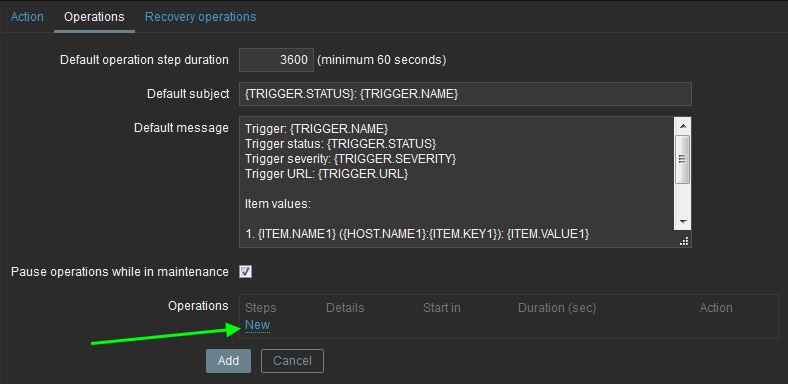 Action Operations Recovery operations
Default operation step duration 3600 (minimum 60 seconds)
Default subject {TRIGGER.STATUS}: {TRIGGER.NAME}
Default message Trigger: {TRIGGER.NAME}
Trigger status: {TRIGGER.STATUS}
Trigger severity: {TRIGGER.SEVERITY}
Trigger URL: {TRIGGER.URL}
Item values:
1. {ITEM.NAME1} ({HOST.NAME1}:{ITEM.KEY1}): {ITEM.VALUE1}
Pause operations while in maintenance
Operations Steps Details Start in Duration (sec) Action
New
Add Cancel